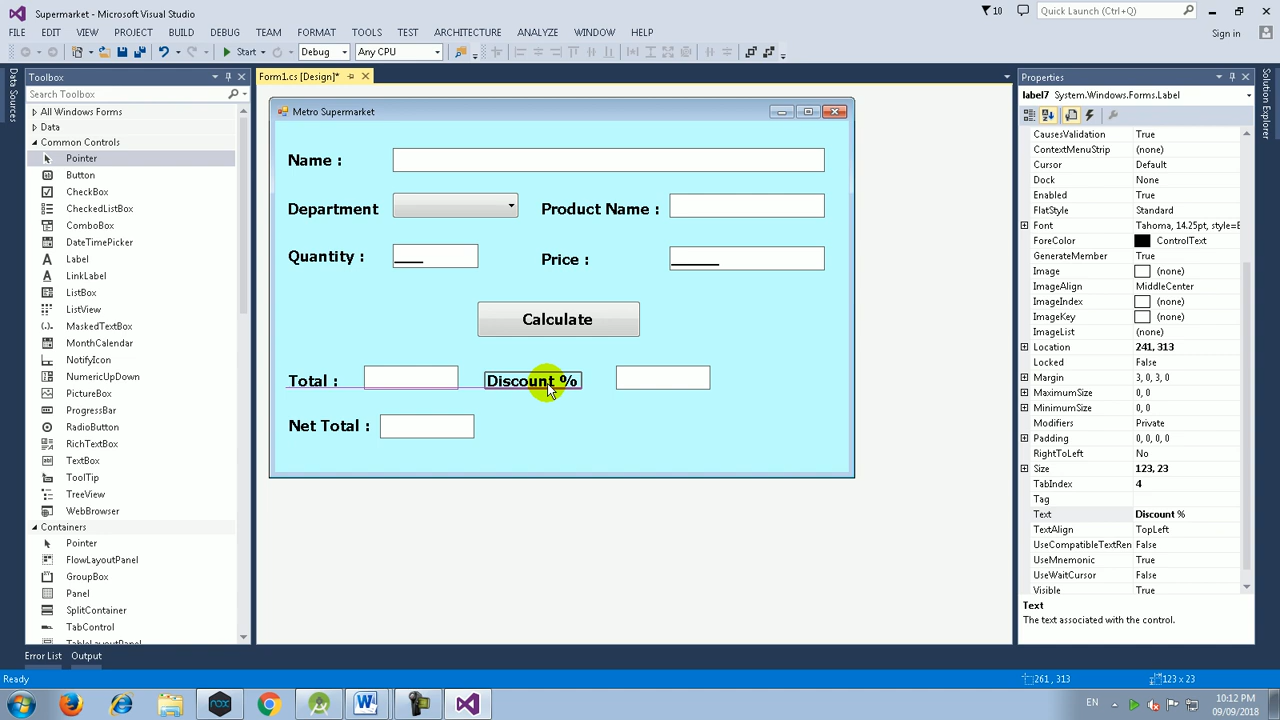 Supermarket - Microsoft Visual Studio
10
Quick Launch (Ctrl+Q)
FILE EDIT VIEW PROJECT BUILD DEBUG TEAM FORMAT TOOLS TEST ARCHITECTURE ANALYZE WINDOW HELP
Sign in
Start Debug Any CPU
Data Sources
Toolbox
Search Toolbox
All Windows Forms
Data
Common Controls
Pointer
Button
CheckBox
CheckedListBox
ComboBox
DateTimePicker
Label
LinkLabel
ListBox
ListView
MaskedTextBox
MonthCalendar
NotifyIcon
NumericUpDown
PictureBox
ProgressBar
RadioButton
RichTextBox
TextBox
ToolTip
TreeView
WebBrowser
Containers
Pointer
FlowLayoutPanel
GroupBox
Panel
SplitContainer
TabControl
TableLayoutPanel
Form1.cs [Design]*
Metro Supermarket
Name :
Department
Product Name :
Quantity : ____
Price : ______
Calculate
Total :
Discount %
Net Total :
Properties
label7 System.Windows.Forms.Label
CausesValidation True
ContextMenuStrip (none)
Cursor Default
Dock None
Enabled True
FlatStyle Standard
Font Tahoma, 14.25pt, style=E
ForeColor ControlText
GenerateMember True
Image (none)
ImageAlign MiddleCenter
ImageIndex (none)
ImageKey (none)
ImageList (none)
Location 241, 313
Locked False
Margin 3, 0, 3, 0
MaximumSize 0, 0
MinimumSize 0, 0
Modifiers Private
Padding 0, 0, 0, 0
RightToLeft No
Size 123, 23
TabIndex 4
Tag
Text Discount %
TextAlign TopLeft
UseCompatibleTextRen False
UseMnemonic True
UseWaitCursor False
Visible True
Text
The text associated with the control.
Solution Explorer
Error List Output
Ready
261 , 313
123 x 23
nox
EN
10:12 PM
09/09/2018